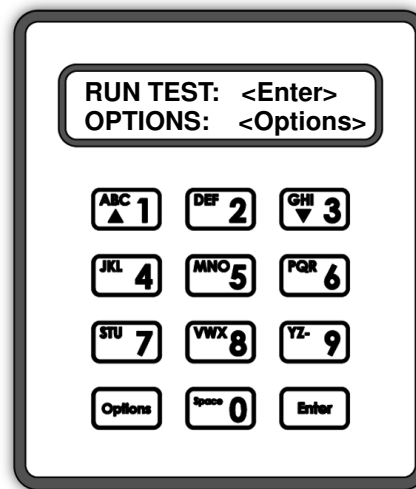 RUN TEST: <Enter>
OPTIONS: <Options>
ABC ▲ 1 DEF 2 GHI ▼ 3
JKL 4 MNO 5 PQR 6
STU 7 VWX 8 YZ- 9
Options Space 0 Enter